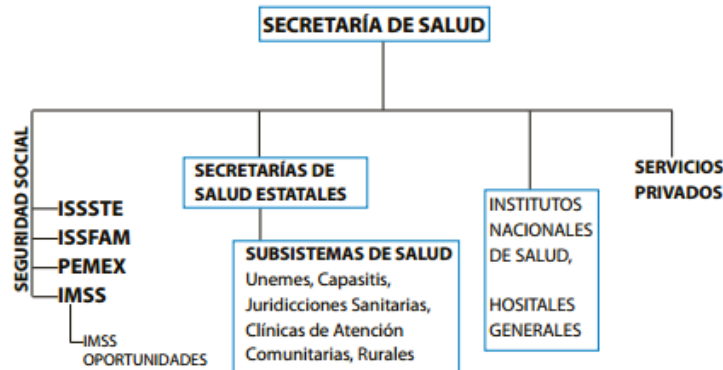 SECRETARÍA DE SALUD
SEGURIDAD SOCIAL
ISSSTE
ISSFAM
PEMEX
IMSS
IMSS
OPORTUNIDADES
SECRETARÍAS DE
SALUD ESTATALES
SUBSISTEMAS DE SALUD
Unemes, Capasitis,
Juridicciones Sanitarias,
Clínicas de Atención
Comunitarias, Rurales
INSTITUTOS
NACIONALES
DE SALUD,
HOSITALES
GENERALES
SERVICIOS
PRIVADOS